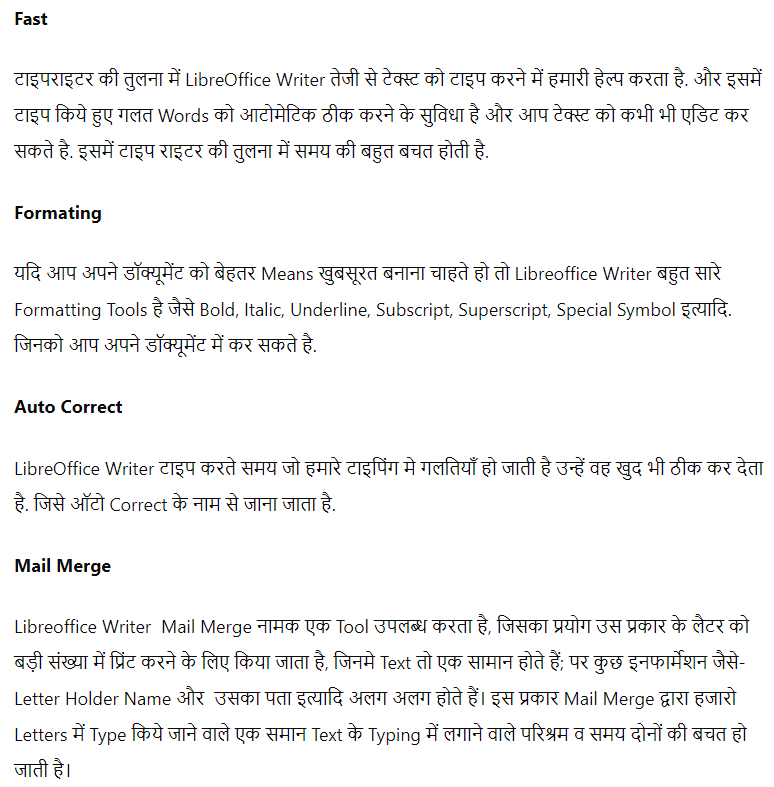 Fast
टाइपराइटर की तुलना में LibreOffice Writer तेजी से टेक्स्ट को टाइप करने में हमारी हेल्प करता है. और इसमें
टाइप किये हुए गलत Words को आटोमेटिक ठीक करने के सुविधा है और आप टेक्स्ट को कभी भी एडिट कर
सकते है. इसमें टाइप राइटर की तुलना में समय की बहुत बचत होती है.
Formating
यदि आप अपने डॉक्यूमेंट को बेहतर Means खुबसूरत बनाना चाहते हो तो Libreoffice Writer बहुत सारे
Formatting Tools है जैसे Bold, Italic, Underline, Subscript, Superscript, Special Symbol इत्यादि.
जिनको आप अपने डॉक्यूमेंट में कर सकते है.
Auto Correct
LibreOffice Writer टाइप करते समय जो हमारे टाइपिंग मे गलतियाँ हो जाती है उन्हें वह खुद भी ठीक कर देता
है. जिसे ऑटो Correct के नाम से जाना जाता है.
Mail Merge
Libreoffice Writer  Mail Merge नामक एक Tool उपलब्ध करता है, जिसका प्रयोग उस प्रकार के लैटर को
बड़ी संख्या में प्रिंट करने के लिए किया जाता है, जिनमे Text तो एक सामान होते हैं; पर कुछ इनफार्मेशन जैसे-
Letter Holder Name और  उसका पता इत्यादि अलग अलग होते हैं। इस प्रकार Mail Merge द्वारा हजारो
Letters में Type किये जाने वाले एक समान Text के Typing में लगाने वाले परिश्रम व समय दोनों की बचत हो
जाती है।